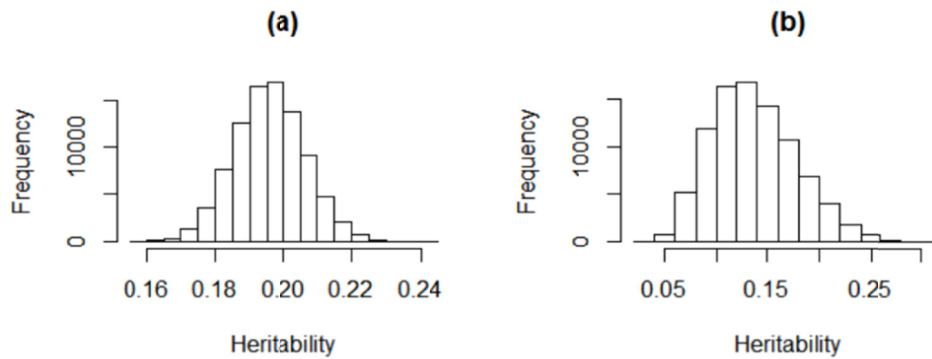 (a)
Frequency
10000
0
0.16 0.18 0.20 0.22 0.24
Heritability
(b)
Frequency
10000
0
0.05 0.15 0.25
Heritability